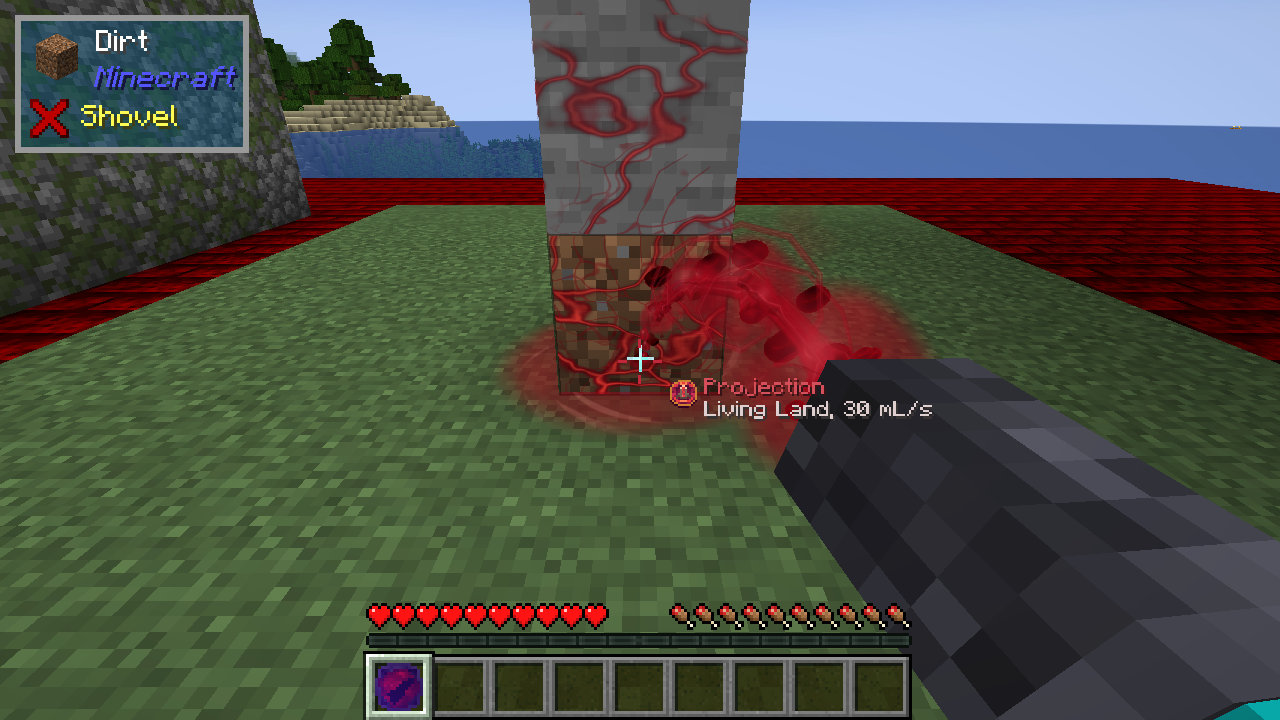 Dirt
Minecraft
Shovel
Projection
Living Land, 30 mL/s